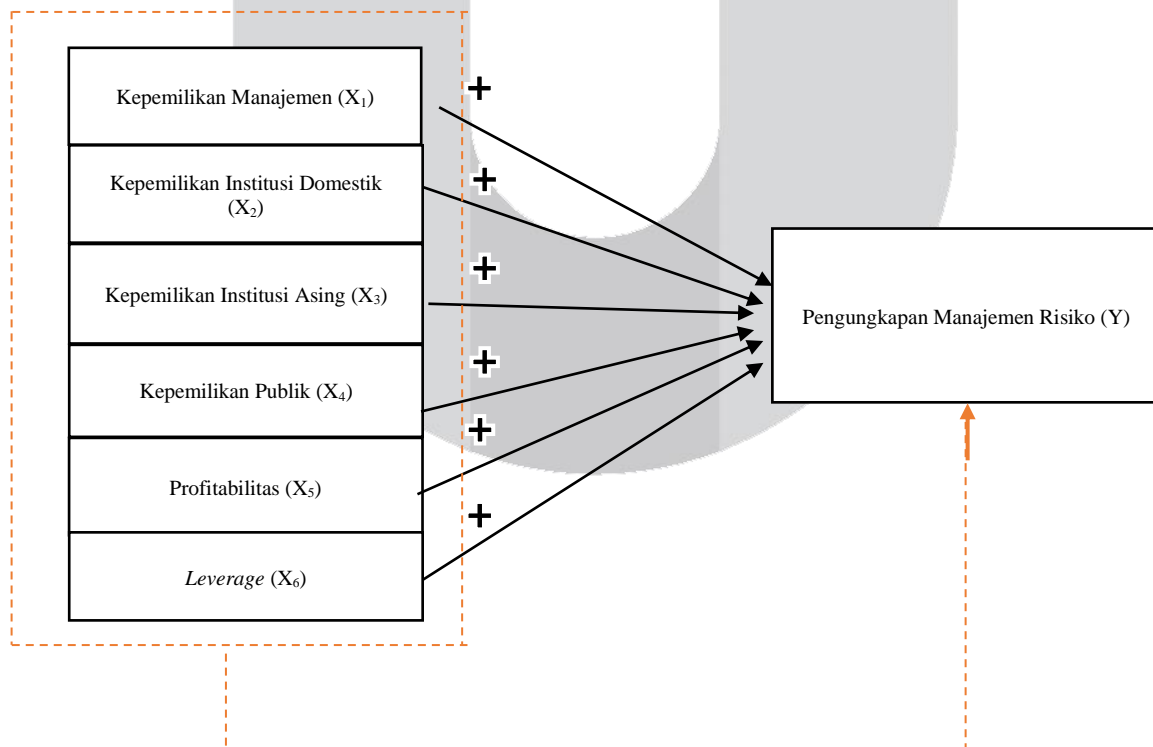 Kepemilikan Manajemen (X₁)
+
Kepemilikan Institusi Domestik
(X₂)
+
Kepemilikan Institusi Asing (X₃)
+
Kepemilikan Publik (X₄)
+
Profitabilitas (X₅)
+
Leverage (X₆)
+
Pengungkapan Manajemen Risiko (Y)